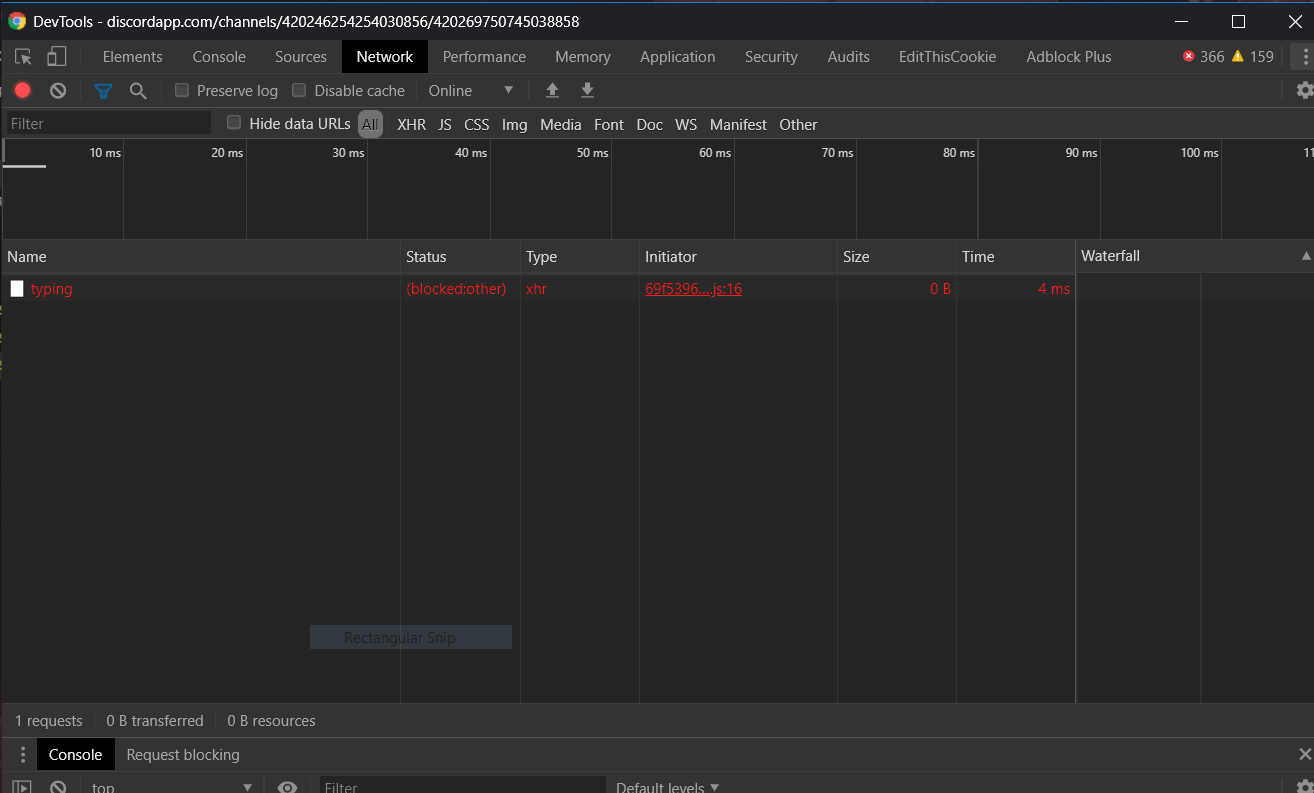 DevTools - discordapp.com/channels/420246254254030856/420269750745038858
Elements Console Sources Network Performance Memory Application Security Audits EditThisCookie Adblock Plus 366 159
Preserve log Disable cache Online
Filter Hide data URLs All XHR JS CSS Img Media Font Doc WS Manifest Other
10 ms 20 ms 30 ms 40 ms 50 ms 60 ms 70 ms 80 ms 90 ms 100 ms 11
Name Status Type Initiator Size Time Waterfall
typing (blocked:other) xhr 69f5396....js:16 0 B 4 ms
Rectangular Snip
1 requests 0 B transferred 0 B resources
Console Request blocking
top Filter Default levels